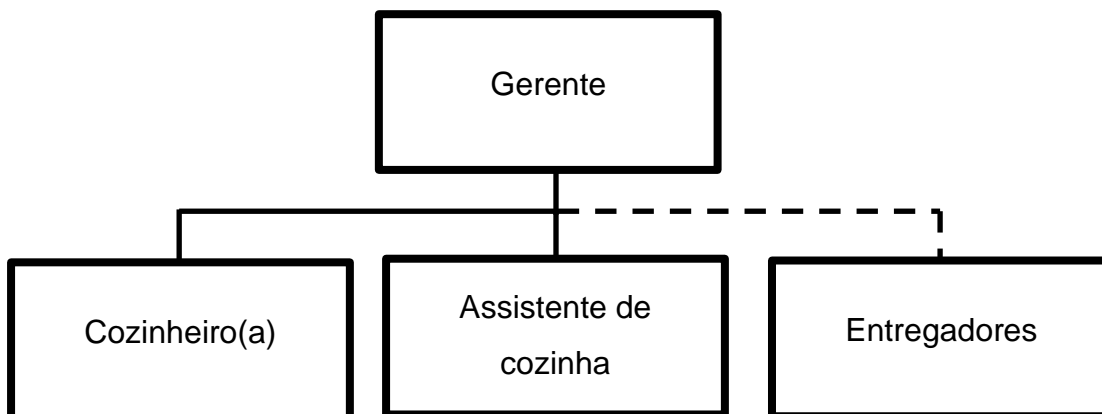 Gerente
Cozinheiro(a)
Assistente de
cozinha
Entregadores